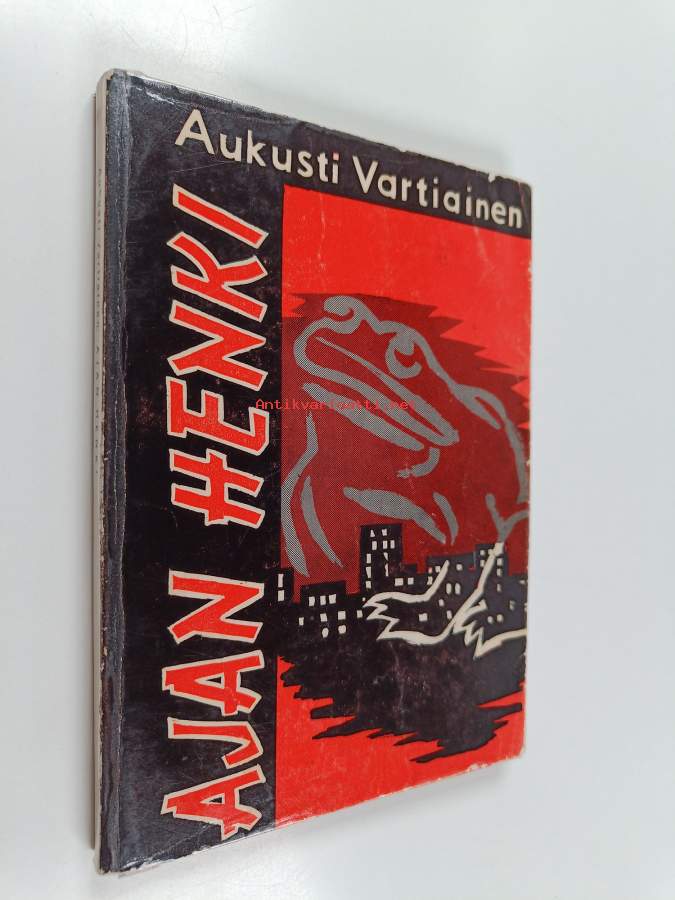 Aukusti Vartiainen
AJAN HENKI
Antikvariaatti.net